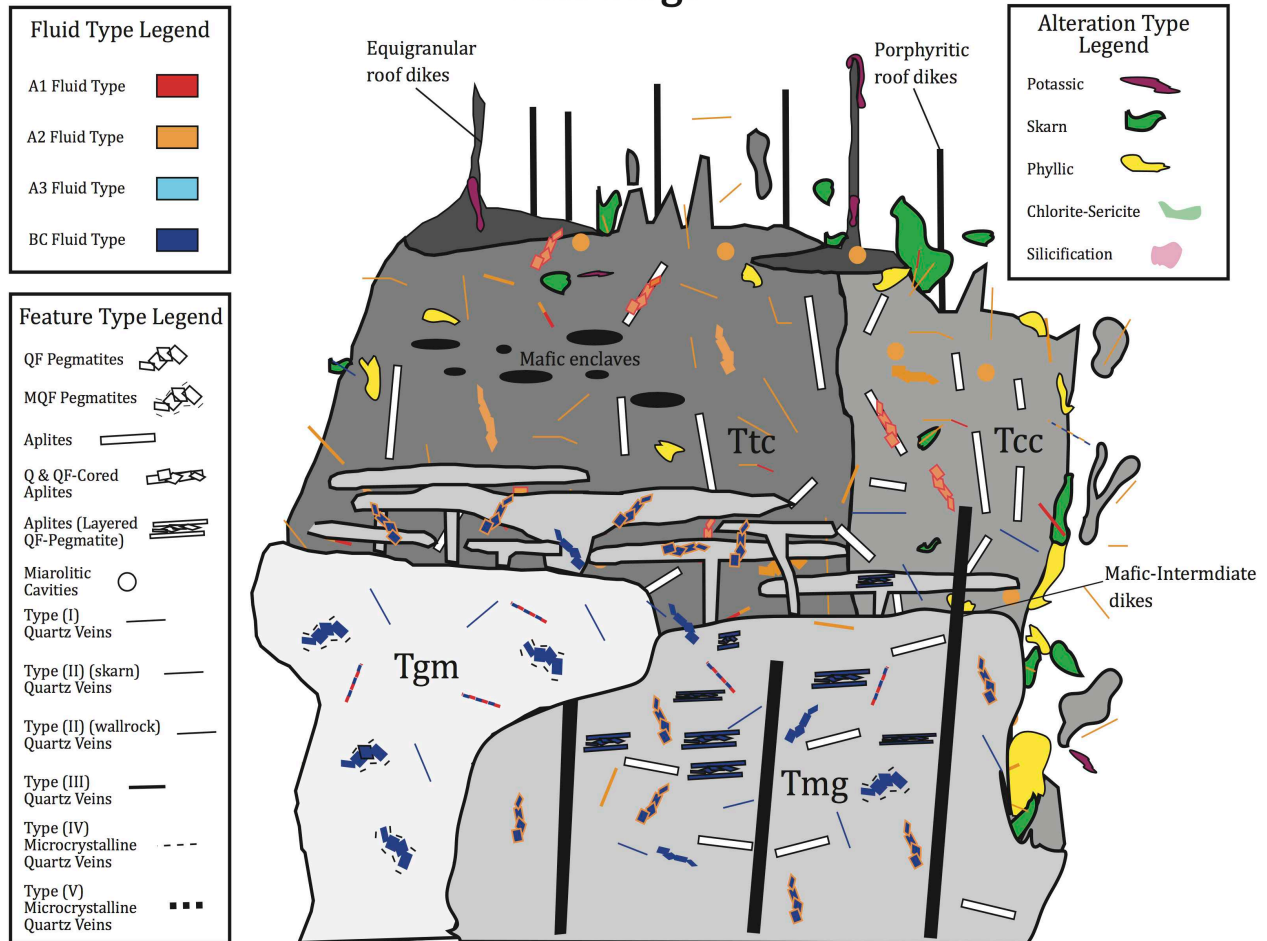 Fluid Type Legend
A1 Fluid Type
A2 Fluid Type
A3 Fluid Type
BC Fluid Type
Feature Type Legend
QF Pegmatites
MQF Pegmatites
Aplites
Q & QF-Cored
Aplites
Aplites (Layered
QF-Pegmatite)
Miarolitic
Cavities
Type (I)
Quartz Veins
Type (II) (skarn)
Quartz Veins
Type (II) (wallrock)
Quartz Veins
Type (III)
Quartz Veins
Type (IV)
Microcrystalline
Quartz Veins
Type (V)
Microcrystalline
Quartz Veins
Equigranular
roof dikes
Porphyritic
roof dikes
Mafic enclaves
Ttc
Tcc
Tgm
Tmg
Mafic-Intermdiate
dikes
Alteration Type
Legend
Potassic
Skarn
Phyllic
Chlorite-Sericite
Silicification